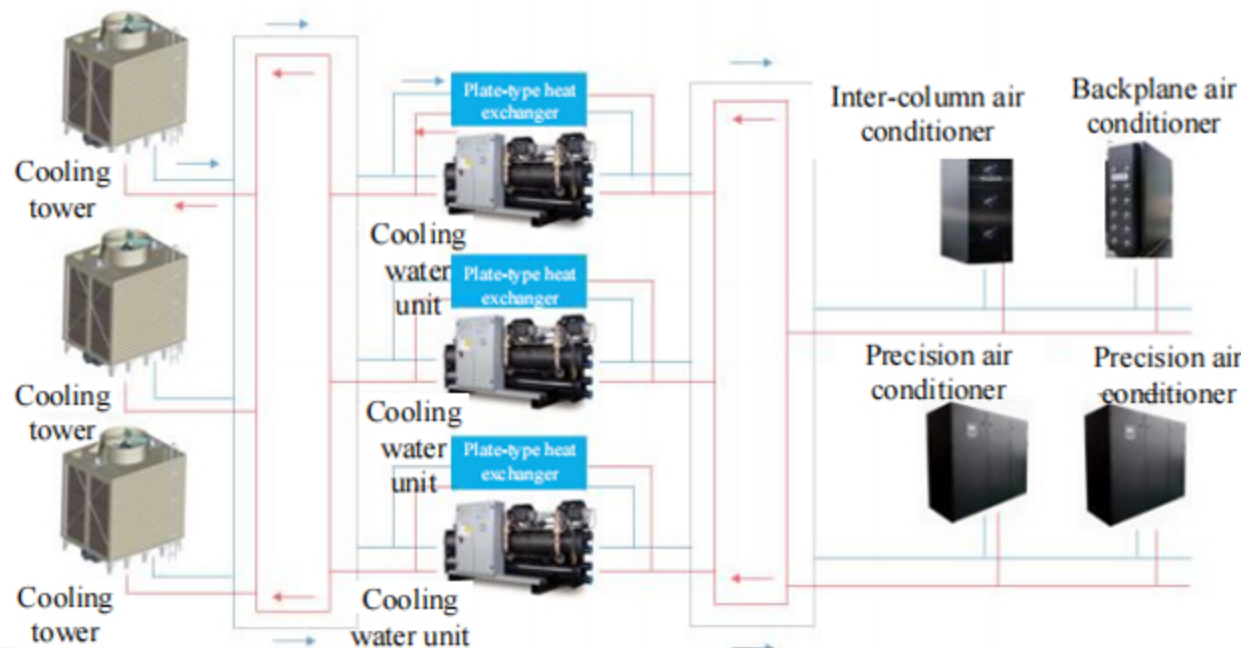 Plate-type heat
exchanger
Inter-column air
conditioner
Backplane air
conditioner
Cooling
tower
Cooling
water
unit
Plate-type heat
exchanger
Precision air
conditioner
Precision air
conditioner
Cooling
tower
Cooling
water
unit
Plate-type heat
exchanger
Cooling
tower
Cooling
water unit